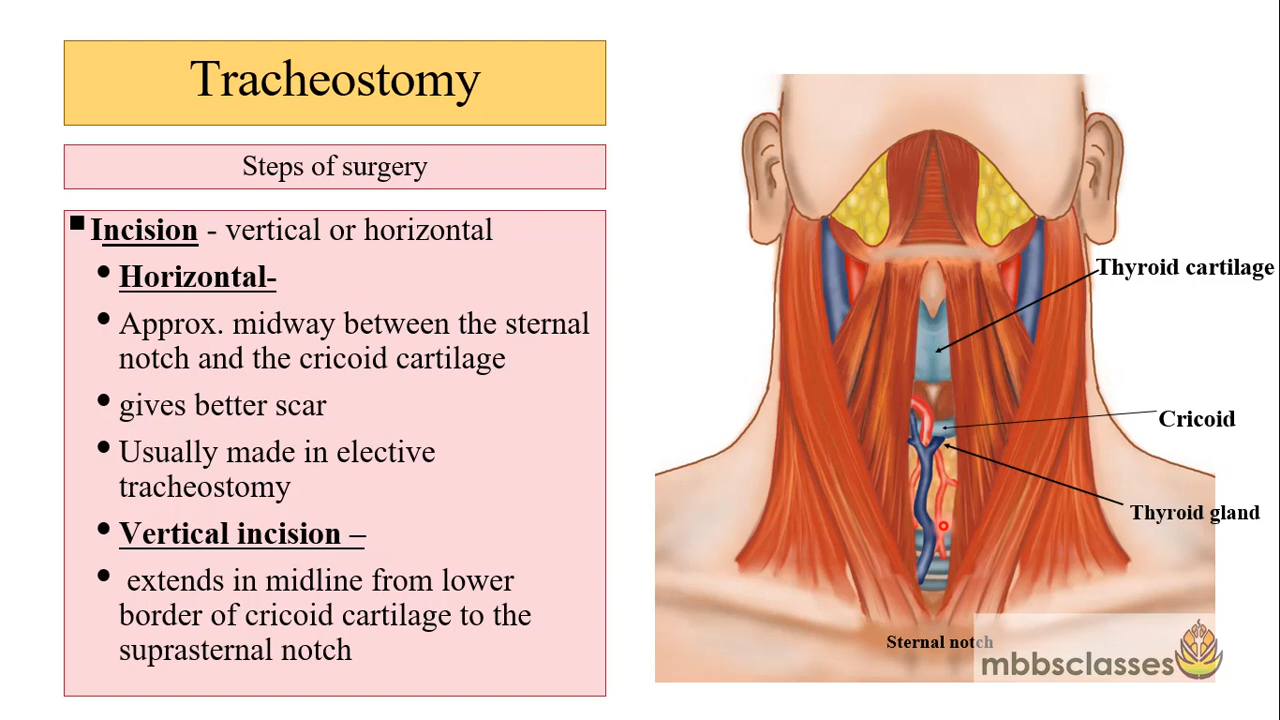 Tracheostomy
Steps of surgery
▪ Incision - vertical or horizontal
• Horizontal-
• Approx. midway between the sternal
notch and the cricoid cartilage
• gives better scar
• Usually made in elective
tracheostomy
• Vertical incision –
• extends in midline from lower
border of cricoid cartilage to the
suprasternal notch
Thyroid cartilage
Cricoid
Thyroid gland
Sternal notch
mbbsclasses